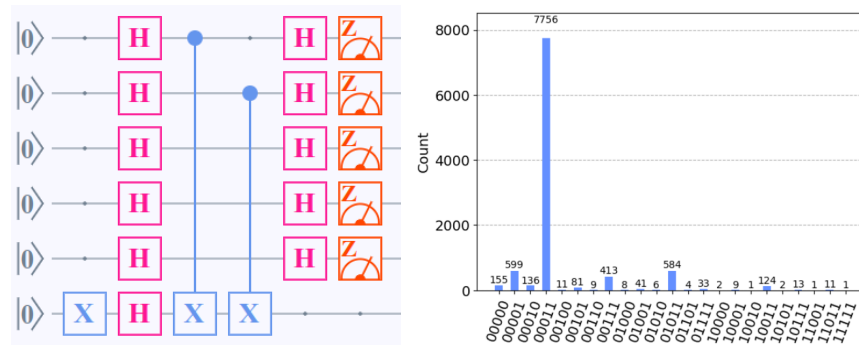 |0⟩ H H Z
|0⟩ H H Z
|0⟩ H H Z
|0⟩ H H Z
|0⟩ H H Z
|0⟩ X H X X
Count
8000
6000
4000
2000
0
155 599 136 7756 11 81 9 413 8 41 6 584 4 33 2 9 1 124 2 13 1 11 1
00000 00001 00010 00011 00100 00101 00110 00111 01000 01001 01010 01011 01101 01111 10000 10001 10010 10011 10101 10111 11001 11011 11111